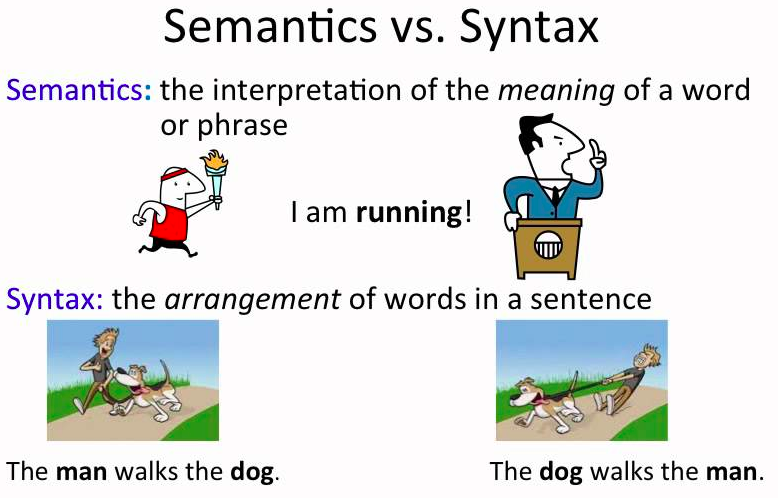 Semantics vs. Syntax
Semantics: the interpretation of the meaning of a word
or phrase
I am running!
Syntax: the arrangement of words in a sentence
The man walks the dog.
The dog walks the man.